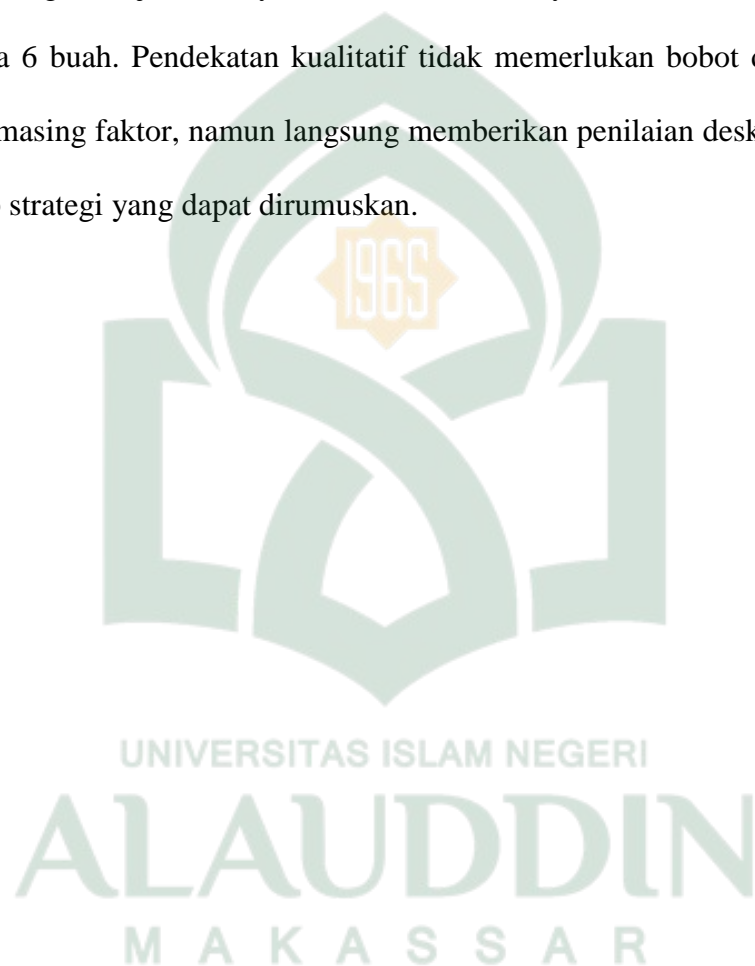 a 6 buah. Pendekatan kualitatif tidak memerlukan bobot
masing faktor, namun langsung memberikan penilaian
strategi yang dapat dirumuskan.
1965
UNIVERSITAS ISLAM NEGERI
ALAUDDIN
MAKASSAR